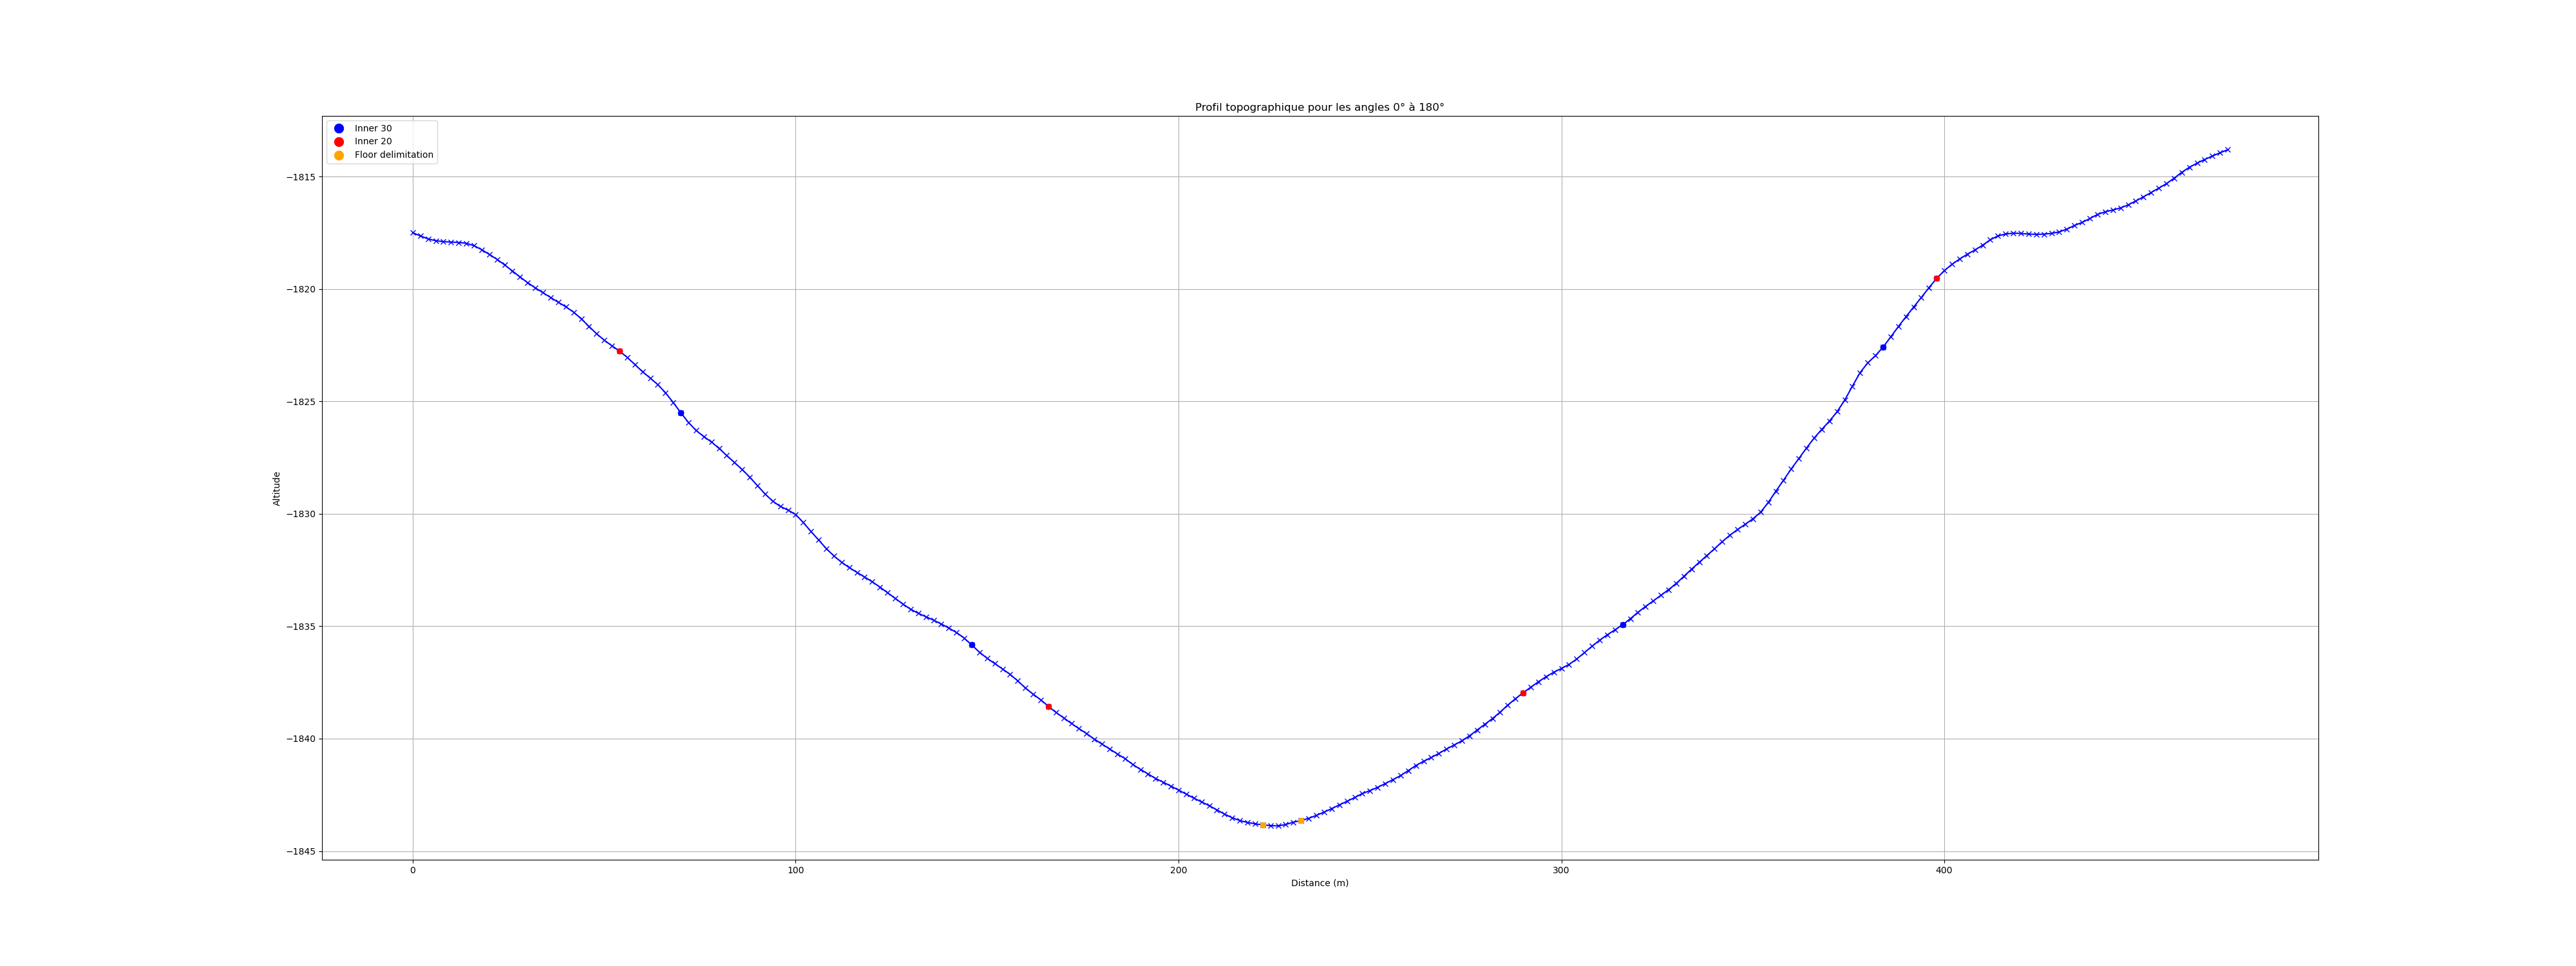 Profil topographique pour les angles 0° à 180°
Inner 30
Inner 20
Floor delimitation
−1815
−1820
−1825
−1830
−1835
−1840
−1845
Altitude
0 100 200 300 400
Distance (m)